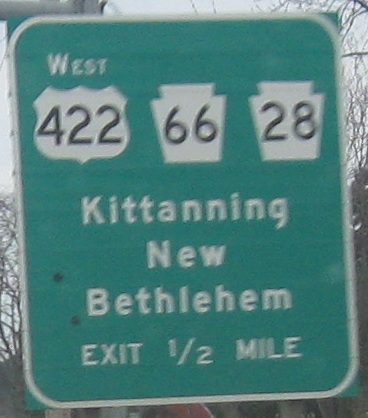 WEST
422 66 28
Kittanning
New
Bethlehem
EXIT 1/2 MILE